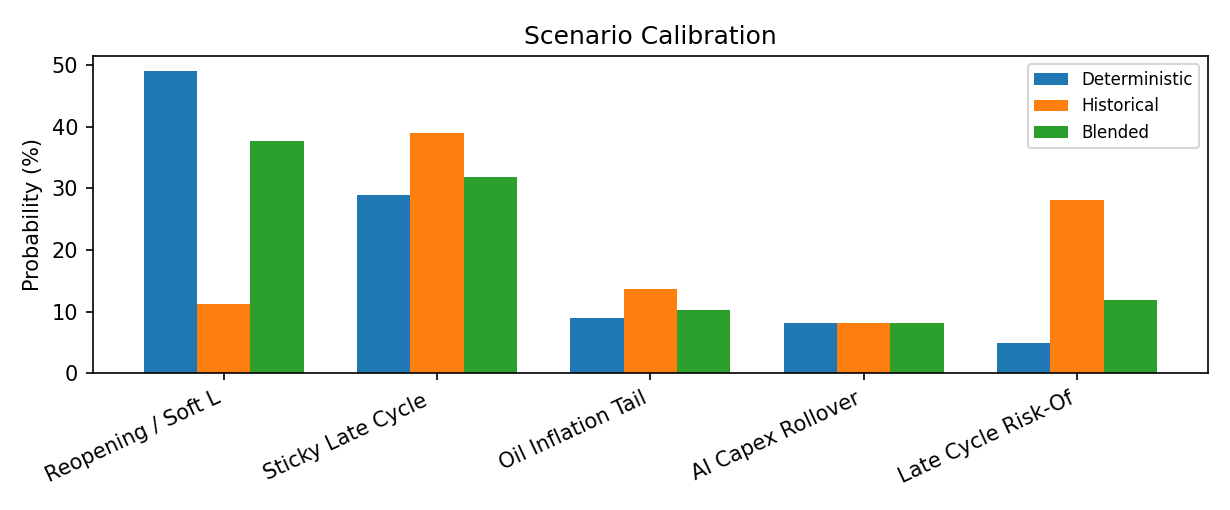 Scenario Calibration
Deterministic
Historical
Blended
Probability (%)
50
40
30
20
10
0
Reopening / Soft L
Sticky Late Cycle
Oil Inflation Tail
AI Capex Rollover
Late Cycle Risk-Of